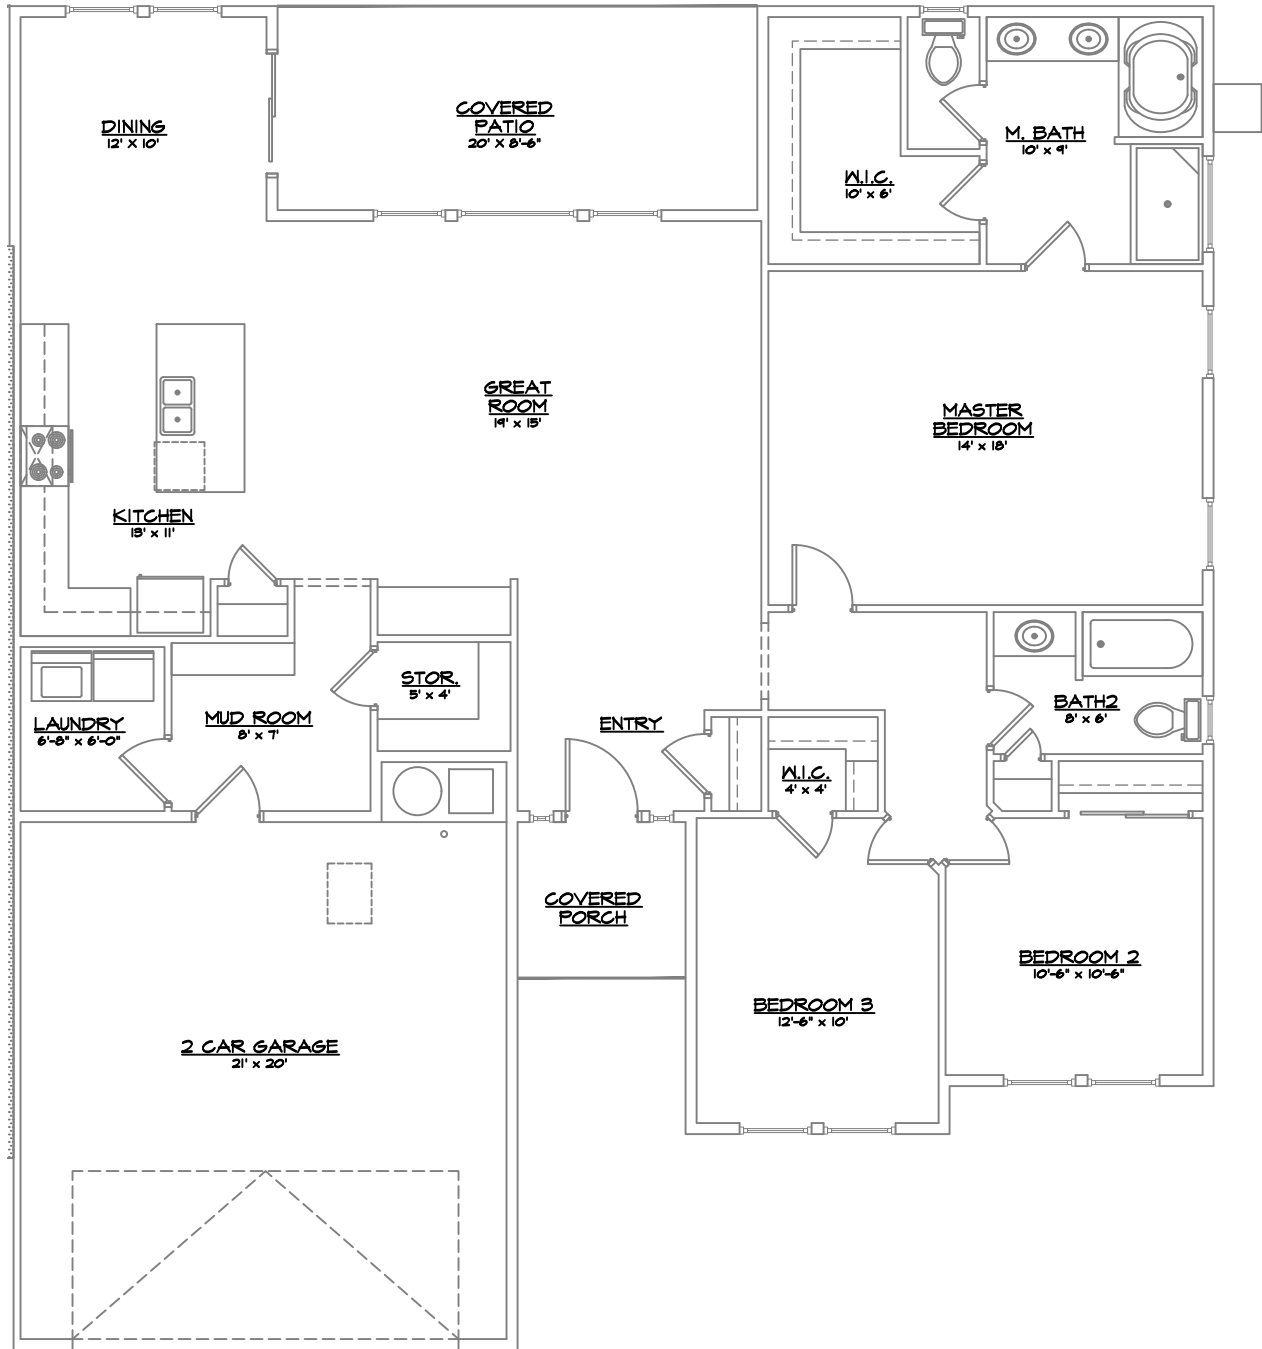 DINING
12' x 10'
COVERED
PATIO
20' x 8'-6"
M. BATH
10' x 9'
W.I.C.
10' x 6'
GREAT
ROOM
19' x 15'
MASTER
BEDROOM
14' x 18'
KITCHEN
13' x 11'
STOR.
5' x 4'
LAUNDRY
6'-8" x 6'-0"
MUD ROOM
8' x 7'
ENTRY
BATH2
8' x 6'
W.I.C.
4' x 4'
COVERED
PORCH
BEDROOM 2
10'-6" x 10'-6"
BEDROOM 3
12'-6" x 10'
2 CAR GARAGE
21' x 20'